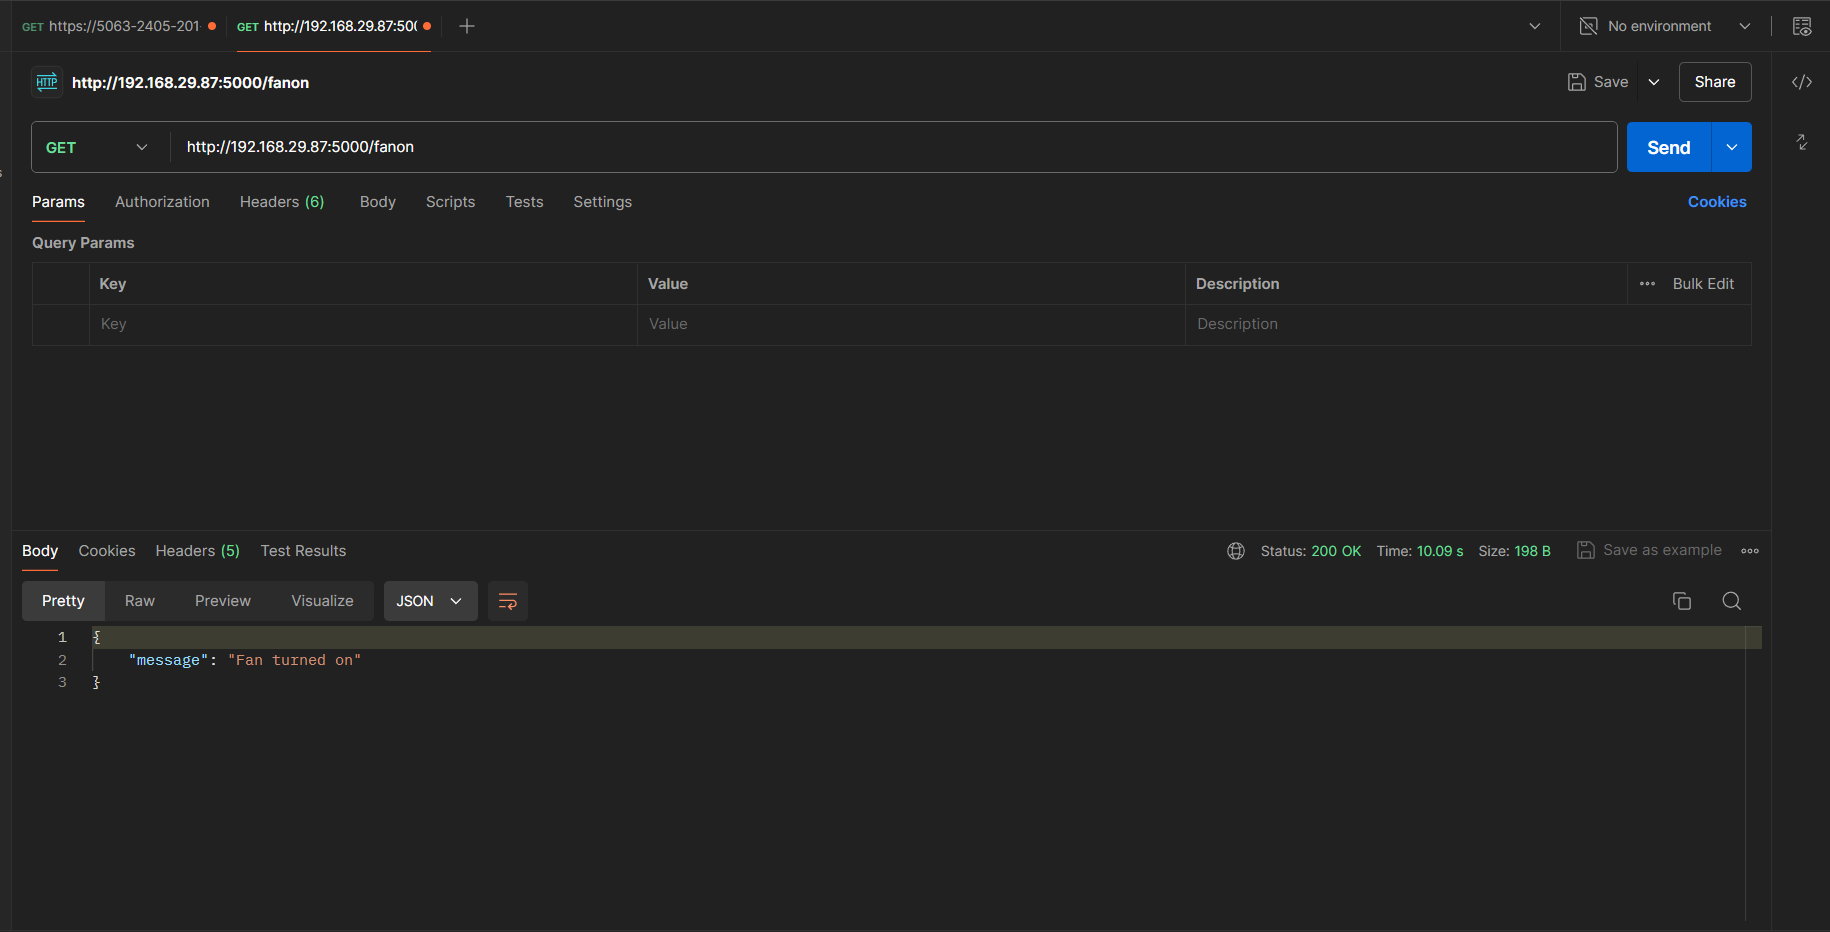 GET https://5063-2405-201 GET http://192.168.29.87:500 No environment
HTTP http://192.168.29.87:5000/fanon Save Share
GET http://192.168.29.87:5000/fanon Send
Params Authorization Headers (6) Body Scripts Tests Settings Cookies
Query Params
Key Value Description Bulk Edit
Key Value Description
Body Cookies Headers (5) Test Results Status: 200 OK Time: 10.09 s Size: 198 B Save as example
Pretty Raw Preview Visualize JSON
1 {
2 "message": "Fan turned on"
3 }